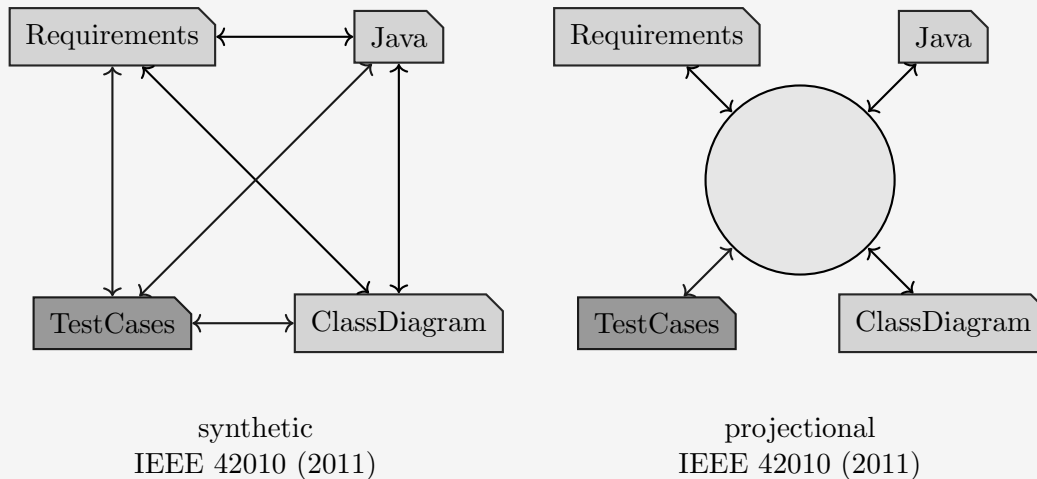 Requirements
Java
TestCases
ClassDiagram
synthetic
IEEE 42010 (2011)
Requirements
Java
TestCases
ClassDiagram
projectional
IEEE 42010 (2011)